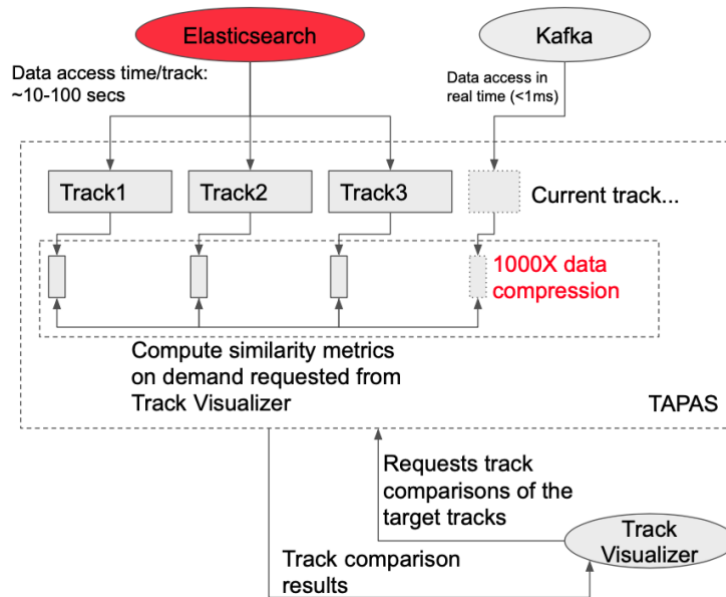 Elasticsearch
Kafka
Data access time/track:
~10-100 secs
Data access in
real time (<1ms)
Track1
Track2
Track3
Current track...
1000X data
compression
Compute similarity metrics
on demand requested from
Track Visualizer
TAPAS
Requests track
comparisons of the
target tracks
Track
Visualizer
Track comparison
results